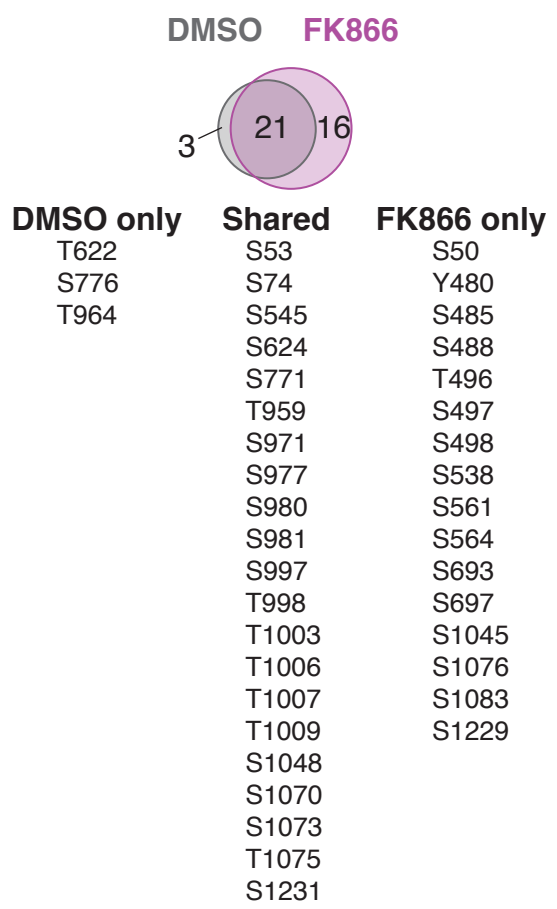 DMSO FK866
3 21 16
DMSO only Shared FK866 only
T622 S53 S50
S776 S74 Y480
T964 S545 S485
S624 S488
S771 T496
T959 S497
S971 S498
S977 S538
S980 S561
S981 S564
S997 S693
T998 S697
T1003 S1045
T1006 S1076
T1007 S1083
T1009 S1229
S1048
S1070
S1073
T1075
S1231